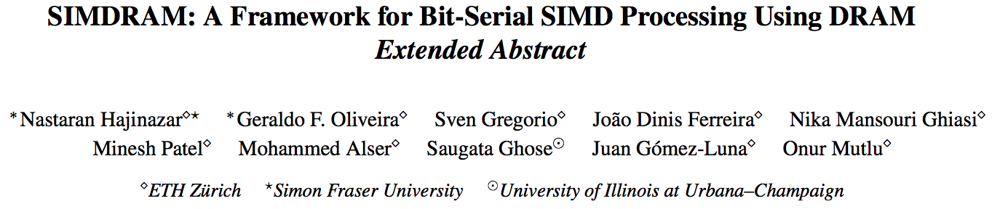 SIMDRAM: A Framework for Bit-Serial SIMD Processing Using DRAM
Extended Abstract
*Nastaran Hajinazar⋄⋆ *Geraldo F. Oliveira⋄ Sven Gregorio⋄ João Dinis Ferreira⋄ Nika Mansouri Ghiasi⋄
Minesh Patel⋄ Mohammed Alser⋄ Saugata Ghose⊙ Juan Gómez-Luna⋄ Onur Mutlu⋄
⋄ETH Zürich ⋆Simon Fraser University ⊙University of Illinois at Urbana–Champaign